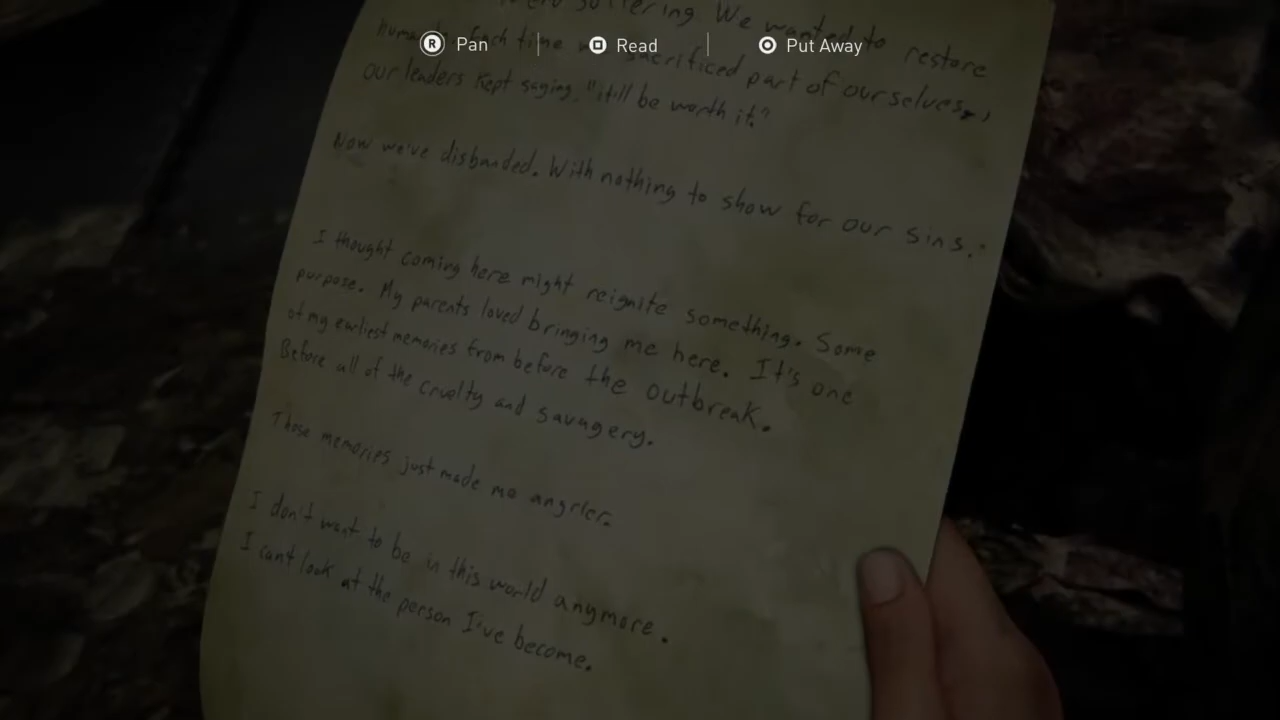 Pan Read Put Away
suffering. We wanted to restore
humanity. Each time we sacrificed part of ourselves,
our leaders kept saying, "it'll be worth it."
Now we've disbanded. With nothing to show for our sins.
I thought coming here might reignite something. Some
purpose. My parents loved bringing me here. It's one
of my earliest memories from before the outbreak.
Before all of the cruelty and savagery.
Those memories just made me angrier.
I don't want to be in this world anymore.
I can't look at the person I've become.